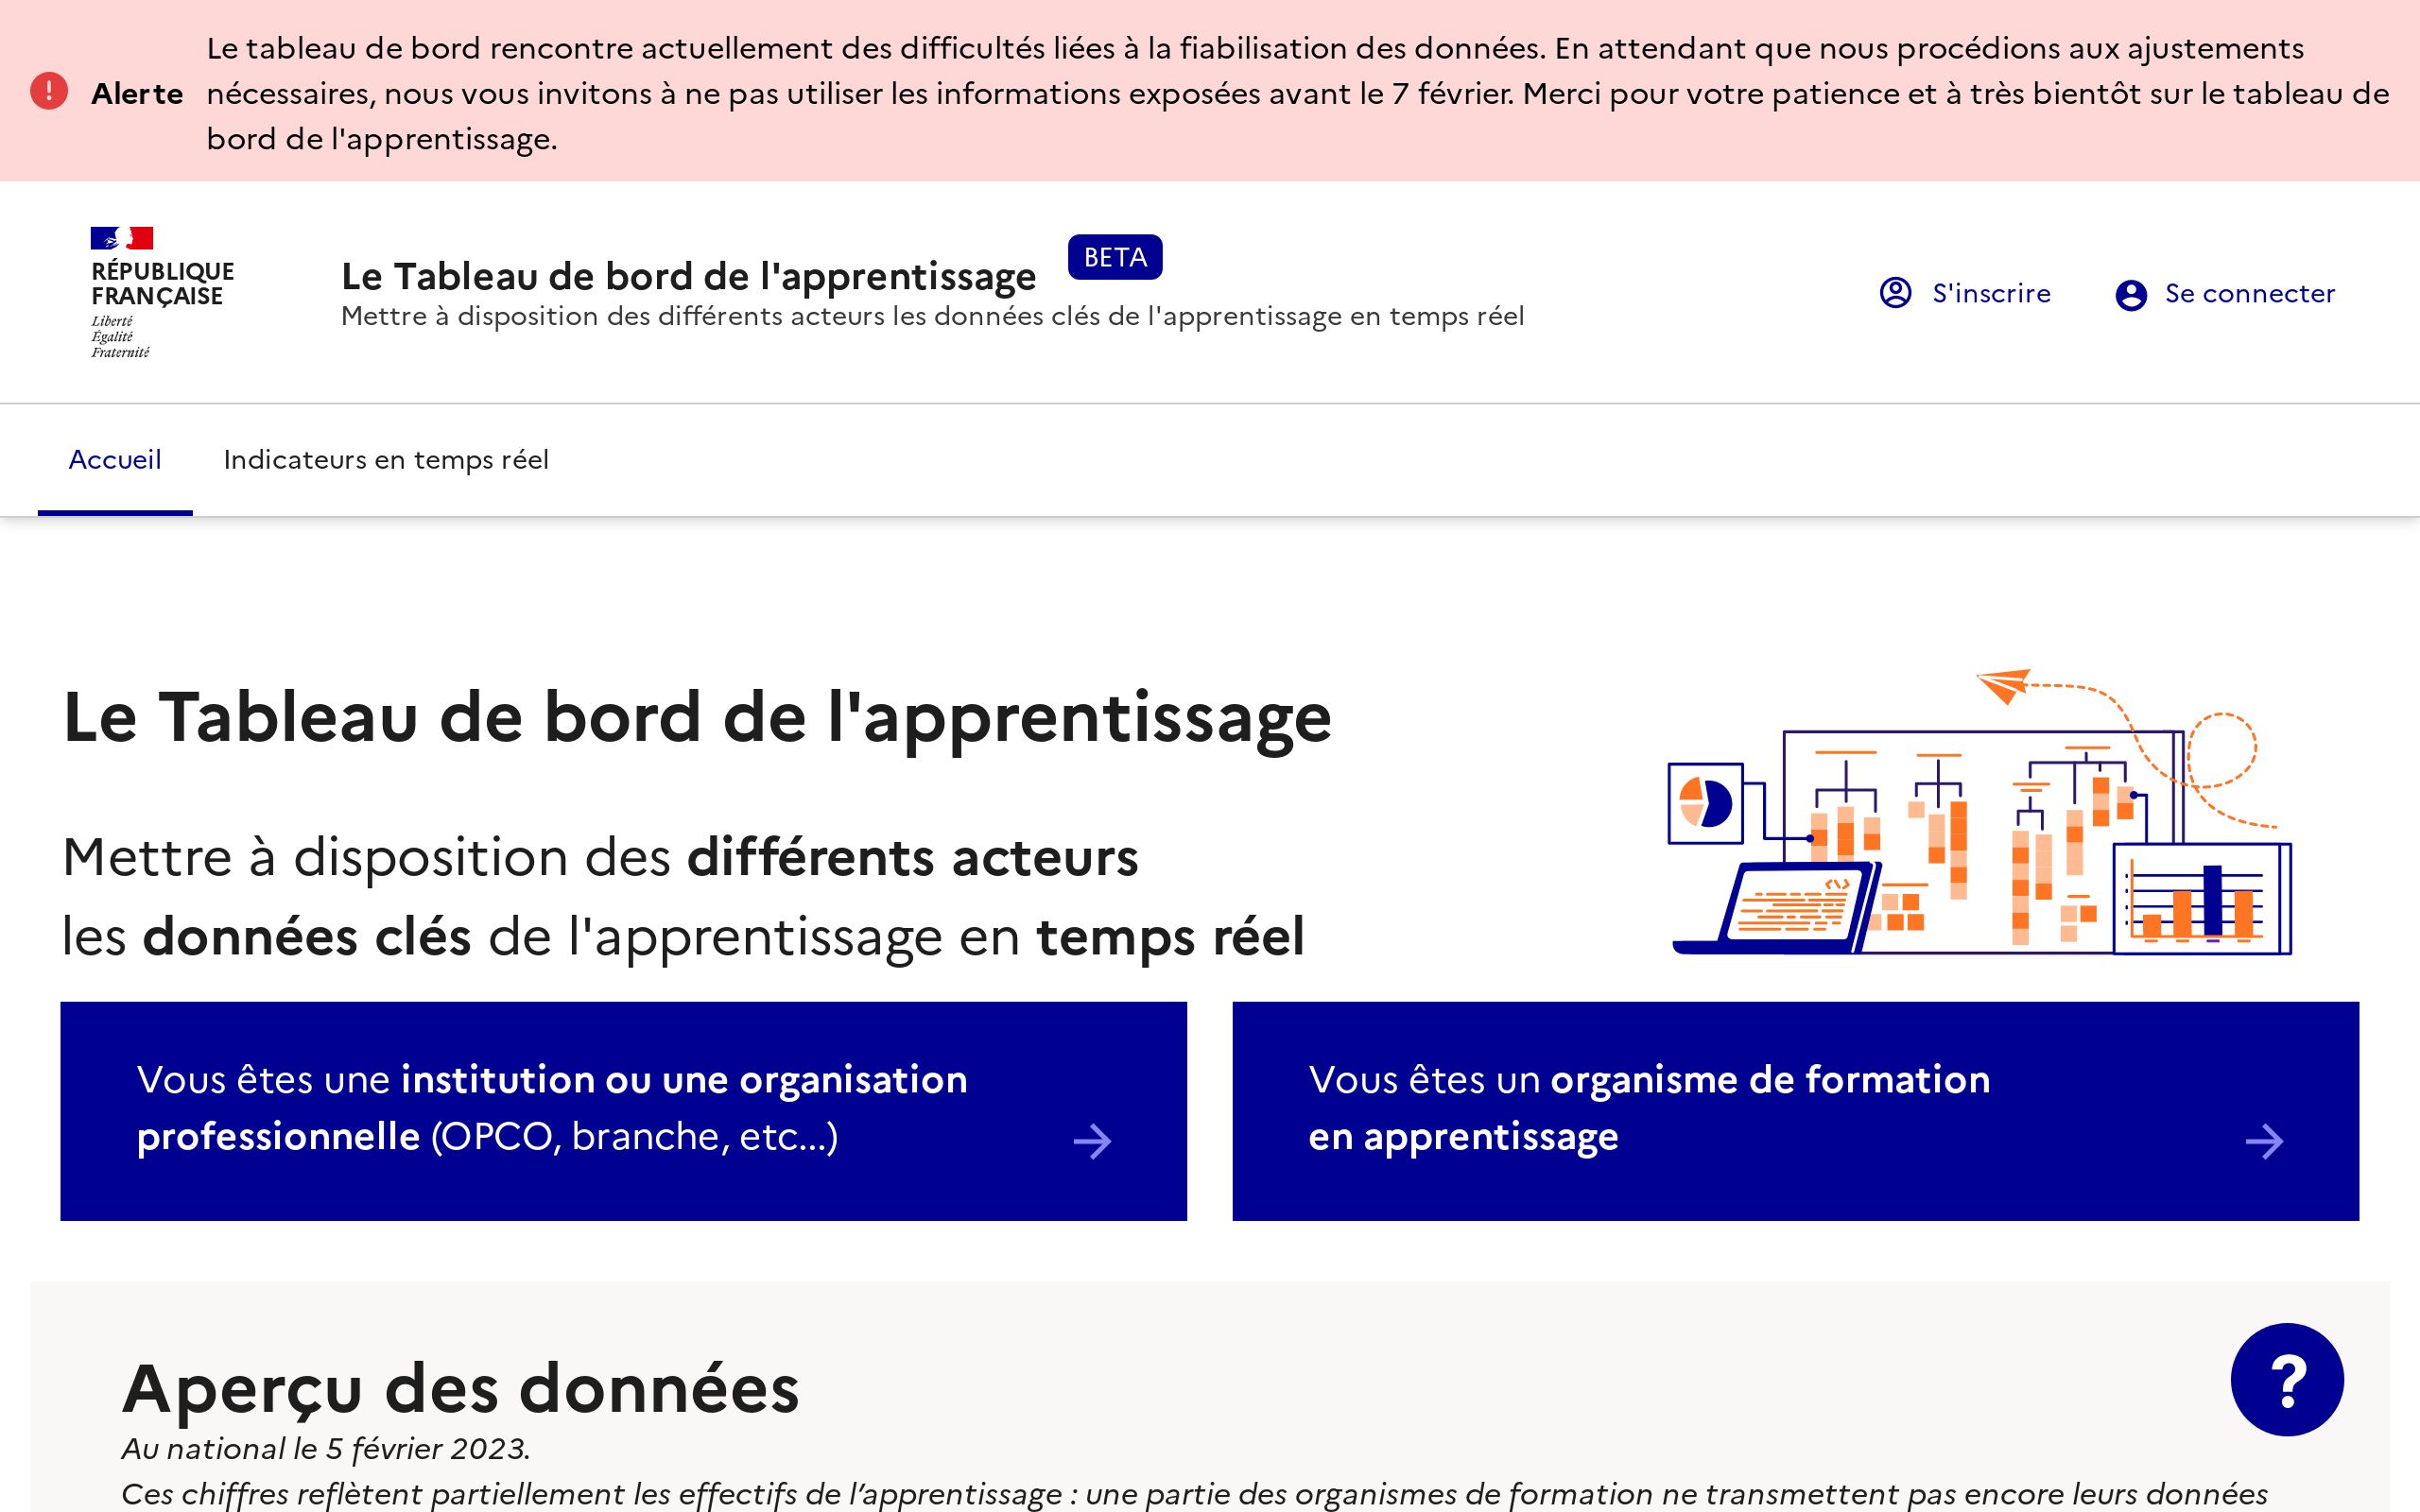 Le tableau de bord rencontre actuellement des difficultés liées à la fiabilisation des données. En attendant que nous procédions aux ajustements
Alerte nécessaires, nous vous invitons à ne pas utiliser les informations exposées avant le 7 février. Merci pour votre patience et à très bientôt sur le tableau de
bord de l'apprentissage.
RÉPUBLIQUE
FRANÇAISE
Liberté
Égalité
Fraternité
Le Tableau de bord de l'apprentissage BETA
Mettre à disposition des différents acteurs les données clés de l'apprentissage en temps réel
S'inscrire Se connecter
Accueil Indicateurs en temps réel
Le Tableau de bord de l'apprentissage
Mettre à disposition des différents acteurs
les données clés de l'apprentissage en temps réel
Vous êtes une institution ou une organisation
professionnelle (OPCO, branche, etc...)
Vous êtes un organisme de formation
en apprentissage
Aperçu des données
?
Au national le 5 février 2023.
Ces chiffres reflètent partiellement les effectifs de l’apprentissage : une partie des organismes de formation ne transmettent pas encore leurs données